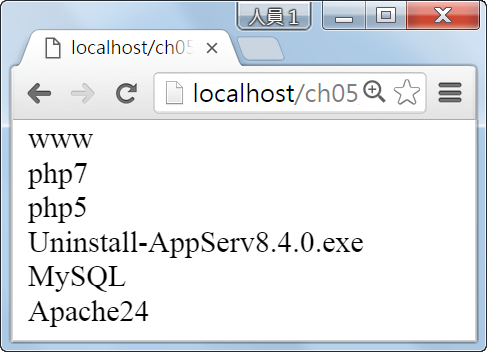 人員 1
localhost/ch05
localhost/ch05
www
php7
php5
Uninstall-AppServ8.4.0.exe
MySQL
Apache24